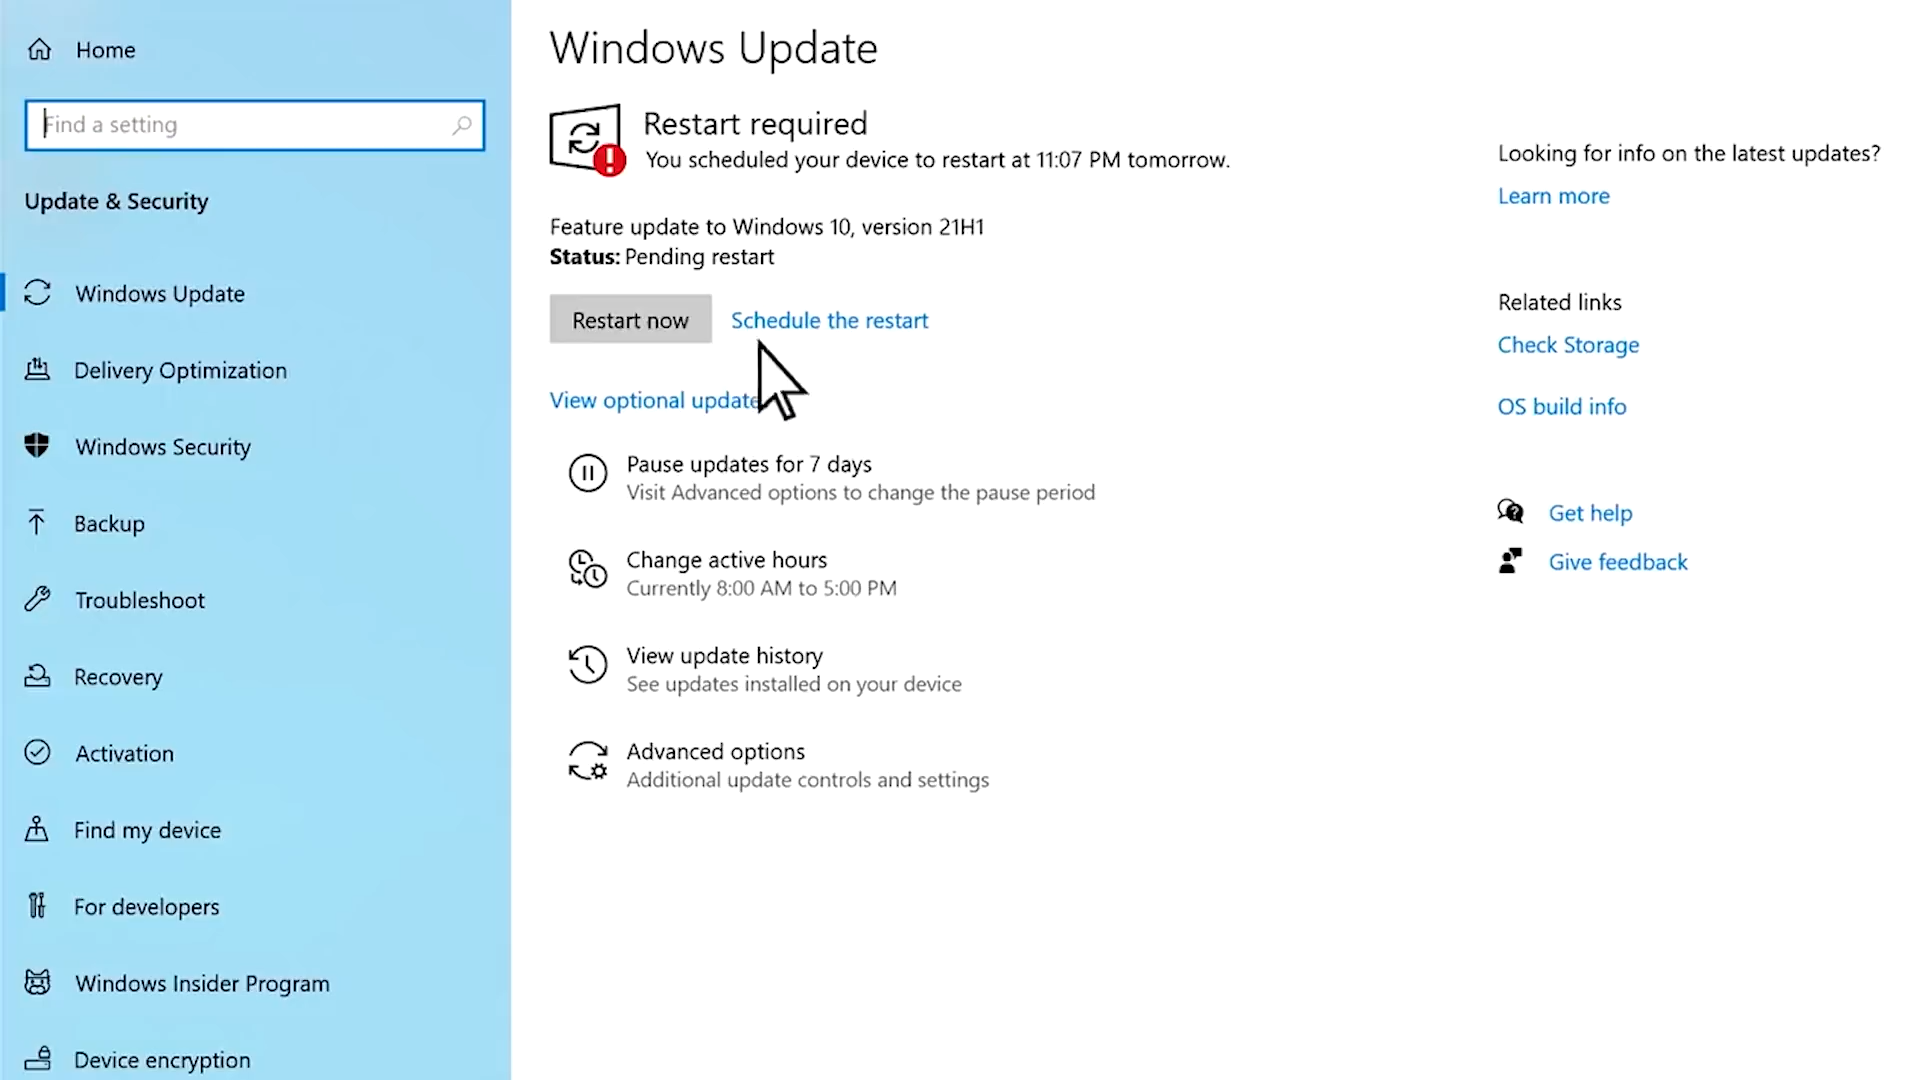 Home
Find a setting
Update & Security
Windows Update
Delivery Optimization
Windows Security
Backup
Troubleshoot
Recovery
Activation
Find my device
For developers
Windows Insider Program
Device encryption
Windows Update
Restart required
You scheduled your device to restart at 11:07 PM tomorrow.
Feature update to Windows 10, version 21H1
Status: Pending restart
Restart now
Schedule the restart
View optional update
Pause updates for 7 days
Visit Advanced options to change the pause period
Change active hours
Currently 8:00 AM to 5:00 PM
View update history
See updates installed on your device
Advanced options
Additional update controls and settings
Looking for info on the latest updates?
Learn more
Related links
Check Storage
OS build info
Get help
Give feedback